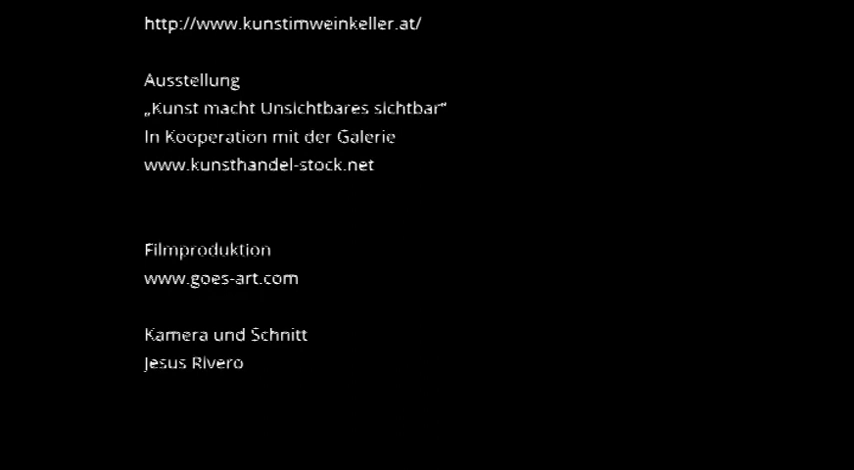 http://www.kunstimweinkeller.at/
Ausstellung
„Kunst macht Unsichtbares sichtbar“
In Kooperation mit der Galerie
www.kunsthandel-stock.net
Filmproduktion
www.goes-art.com
Kamera und Schnitt
Jesus Rivero